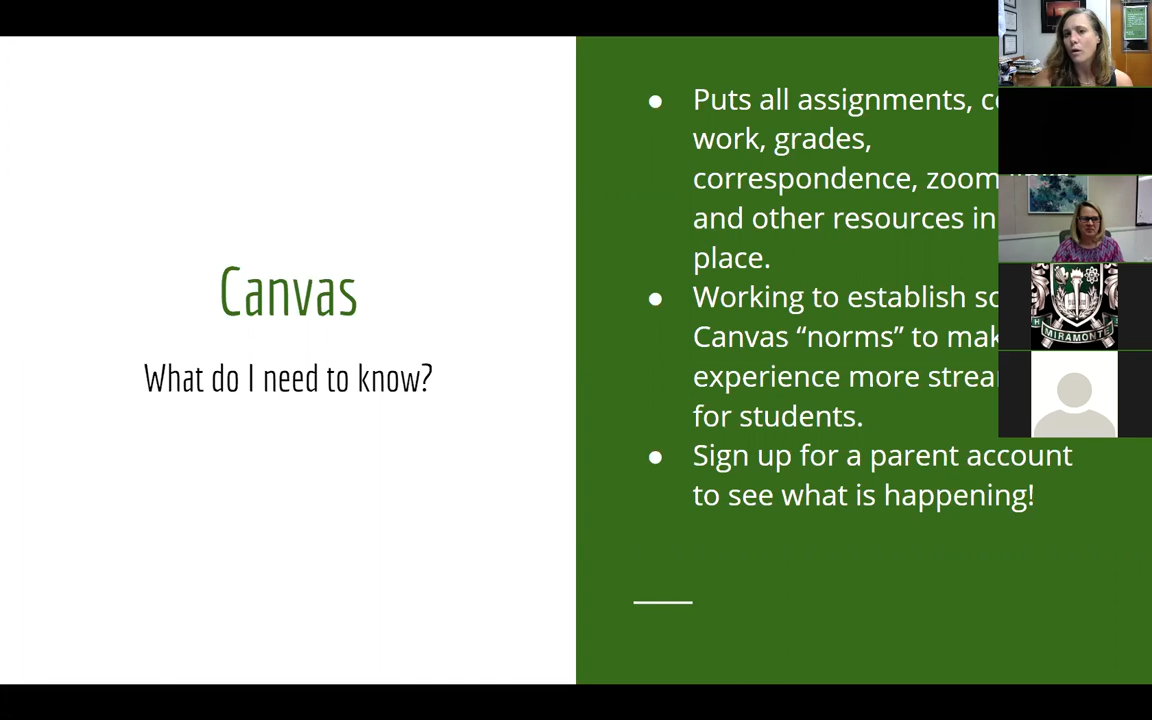 Canvas
What do I need to know?
● Puts all assignments,
work, grades,
correspondence, zoom
and other resources in
place.
● Working to establish
Canvas “norms” to
experience more
for students.
● Sign up for a parent account
to see what is happening!
MIRAMONTE